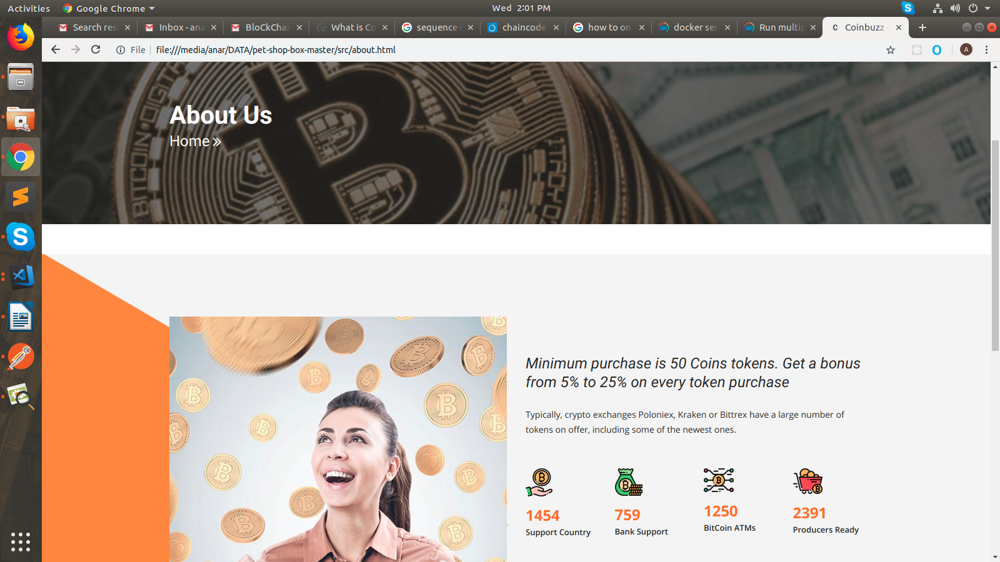 Activities
Google Chrome
Wed 2:01 PM
Search res
Inbox - ana
BloCkChai
What is Co
sequence
chaincode
how to on
docker ser
Run multip
Coinbuzz -
File
file:///media/anar/DATA/pet-shop-box-master/src/about.html
A
About Us
Home »
Minimum purchase is 50 Coins tokens. Get a bonus
from 5% to 25% on every token purchase
Typically, crypto exchanges Poloniex, Kraken or Bittrex have a large number of
tokens on offer, including some of the newest ones.
1454
Support Country
759
Bank Support
1250
BitCoin ATMs
2391
Producers Ready